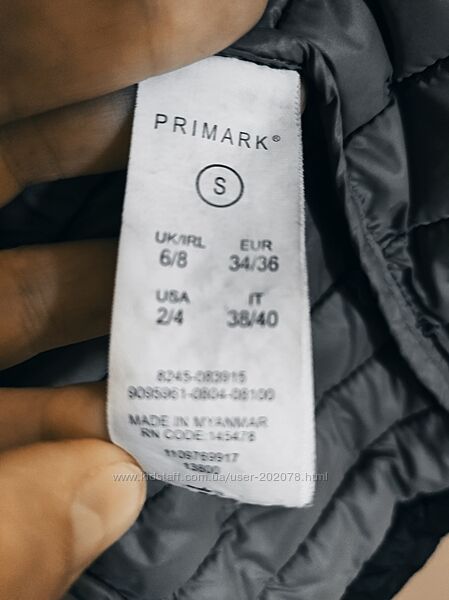 PRIMARK®
S
UK/IRL EUR
6/8 34/36
USA IT
2/4 38/40
8245-083915
9095961-0804-08100
MADE IN MYANMAR
RN CODE:145478
1109769917
13800
www.kidstaff.com.ua/user-202078.html